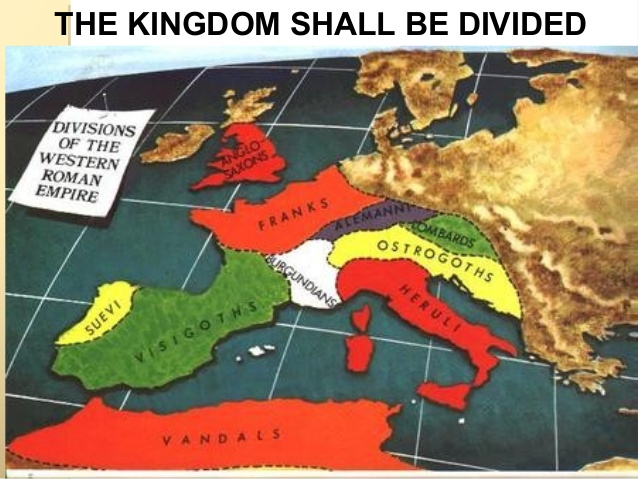 THE KINGDOM SHALL BE DIVIDED
DIVISIONS
OF THE
WESTERN
ROMAN
EMPIRE
ANGLO-
SAXONS
FRANKS
ALEMANNI
LOMBARDS
OSTROGOTHS
BURGUNDIANS
HERULI
SUEVI
VISIGOTHS
VANDALS